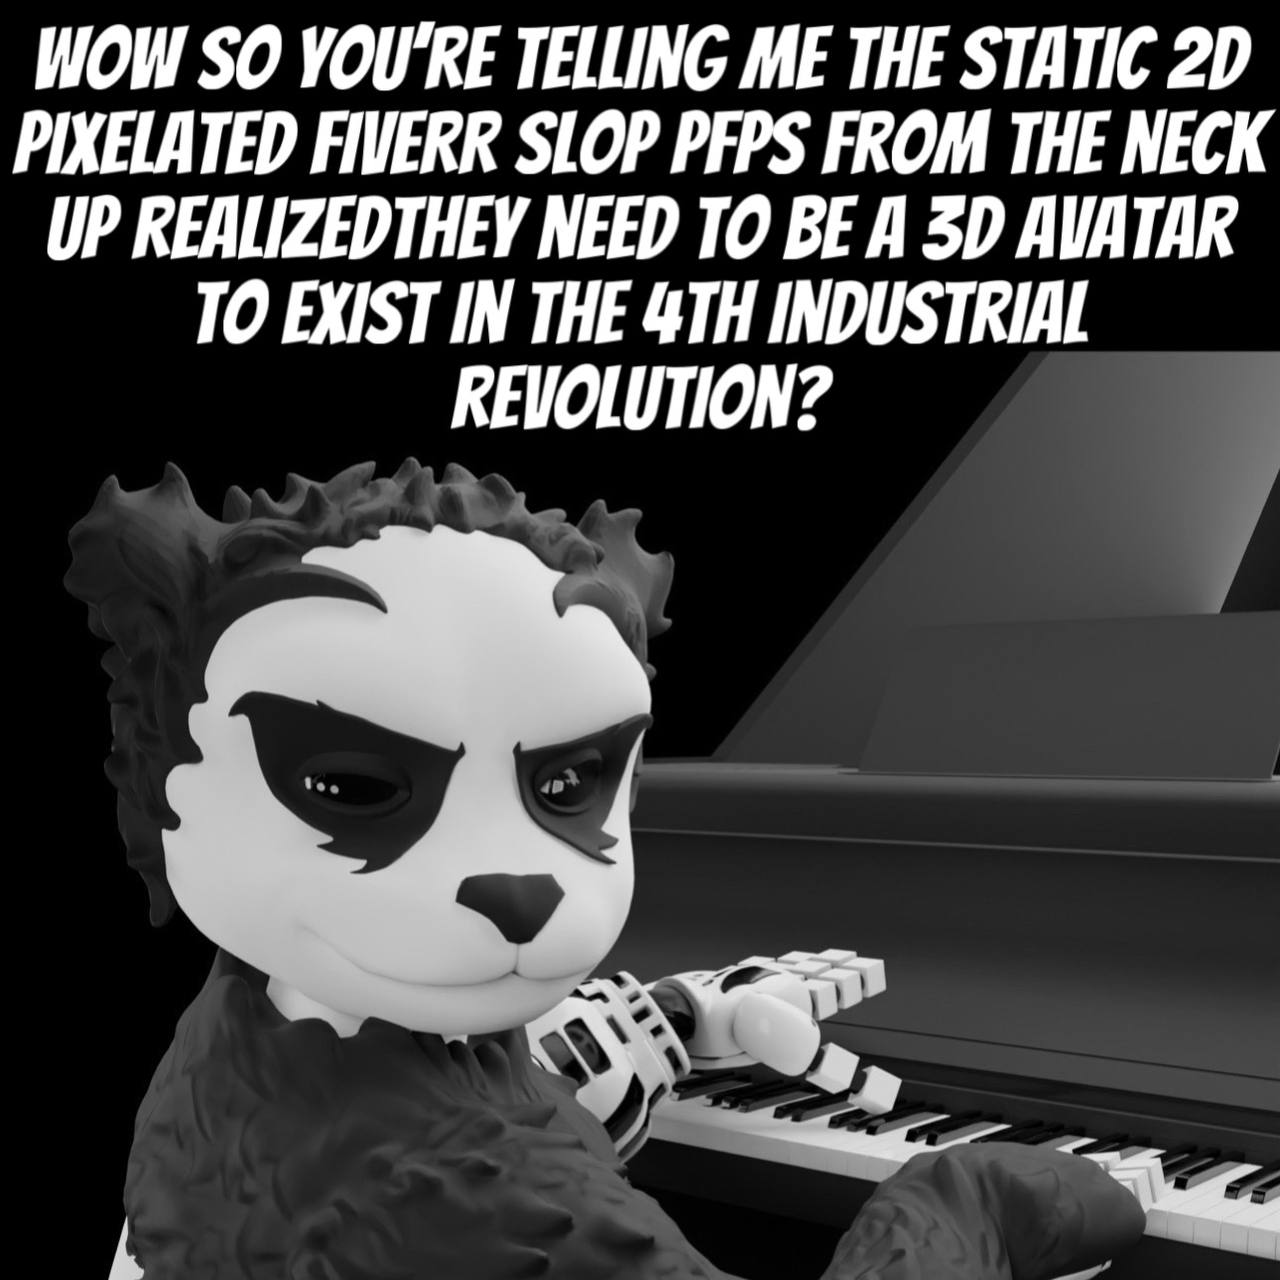 WOW SO YOU'RE TELLING ME THE STATIC 2D
PIXELATED FIVERR SLOP PFPS FROM THE NECK
UP REALIZEDTHEY NEED TO BE A 3D AVATAR
TO EXIST IN THE 4TH INDUSTRIAL
REVOLUTION?